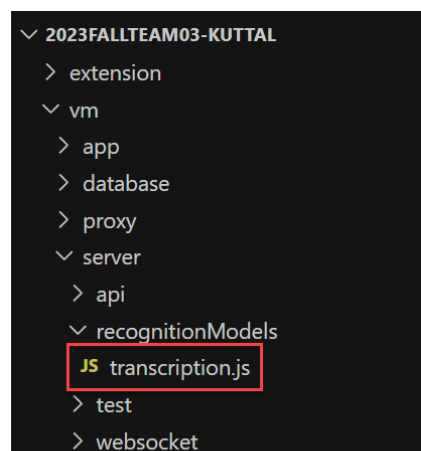 2023FALLTEAM03-KUTTAL
extension
vm
app
database
proxy
server
api
recognitionModels
JS transcription.js
test
websocket